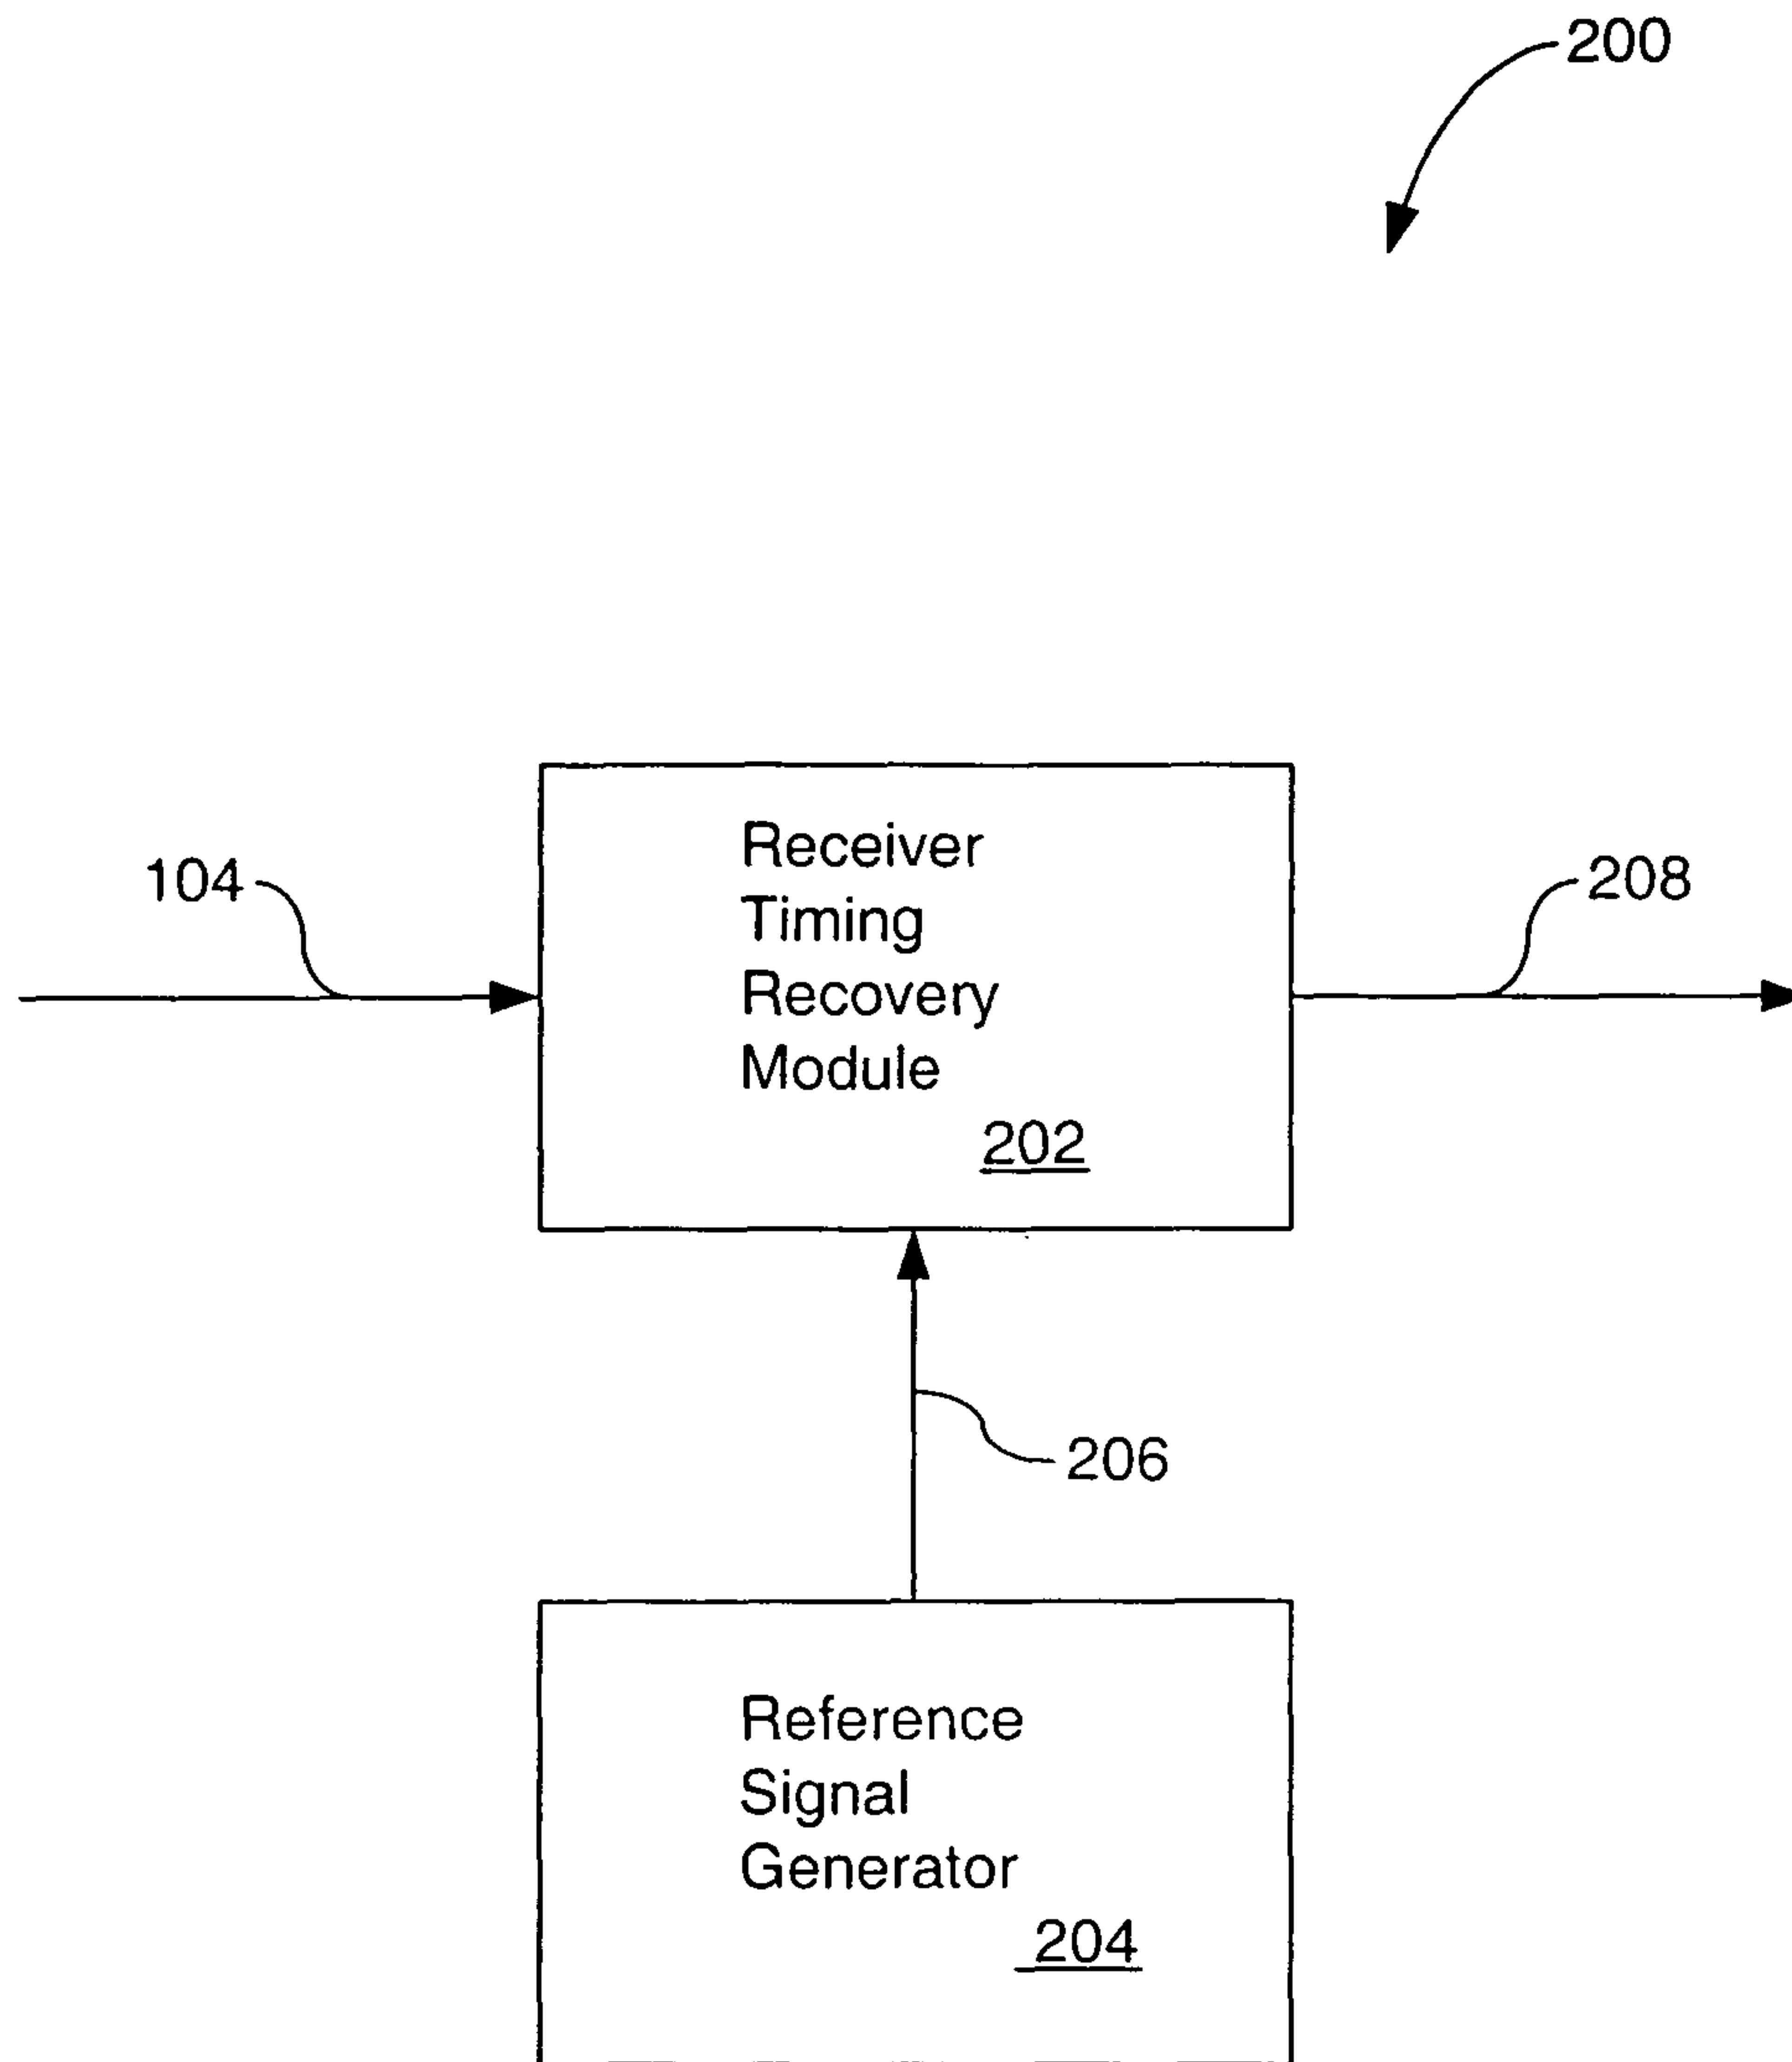 200
Receiver
Timing
Recovery
Module
202
104
208
206
Reference
Signal
Generator
204